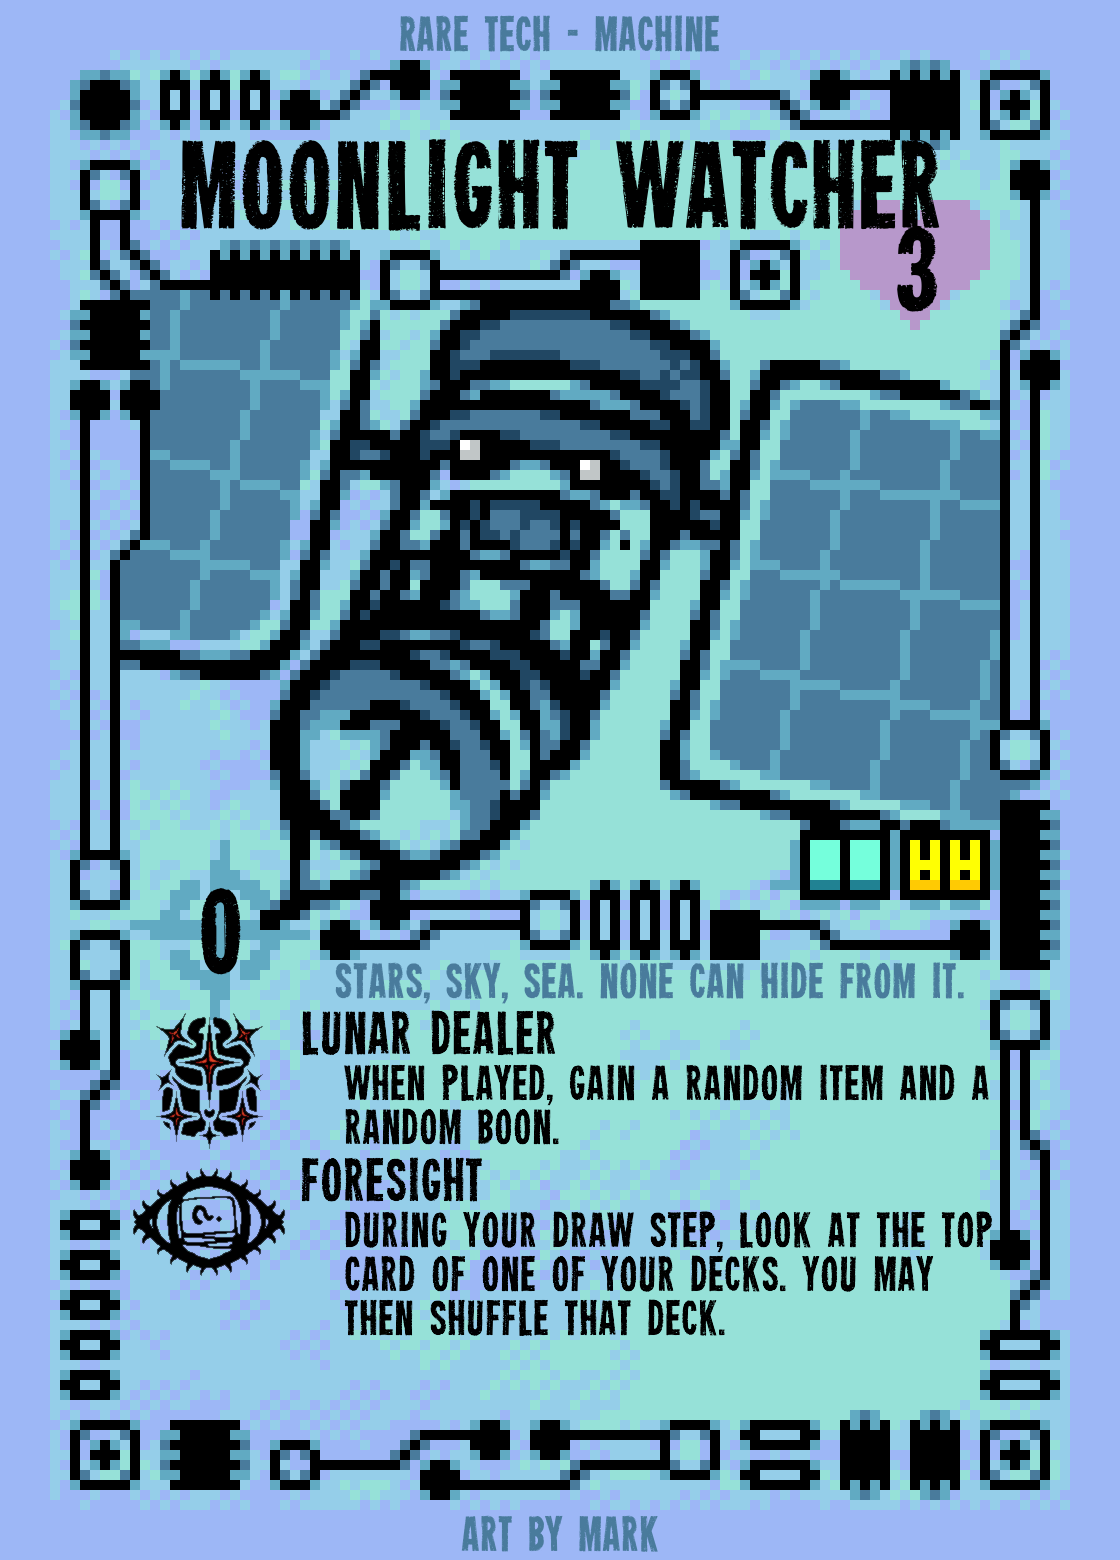 RARE TECH - MACHINE
MOONLIGHT WATCHER
3
0
STARS, SKY, SEA. NONE CAN HIDE FROM IT.
LUNAR DEALER
WHEN PLAYED, GAIN A RANDOM ITEM AND A
RANDOM BOON.
FORESIGHT
?.
DURING YOUR DRAW STEP, LOOK AT THE TOP
CARD OF ONE OF YOUR DECKS. YOU MAY
THEN SHUFFLE THAT DECK.
ART BY MARK